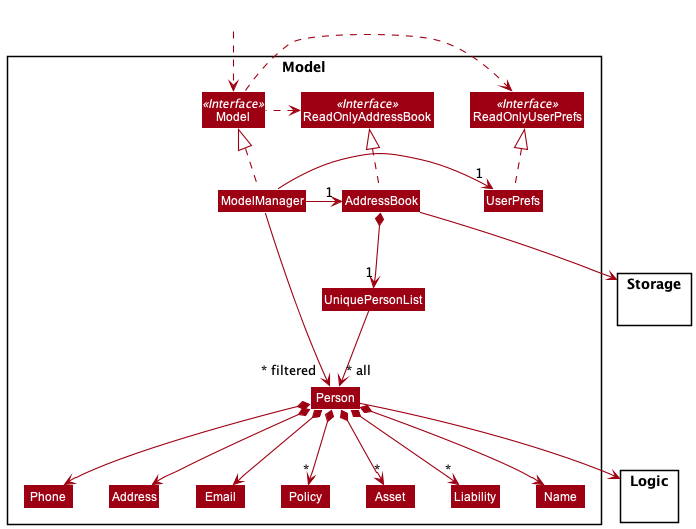 Model
«Interface»
Model
«Interface»
ReadOnlyAddressBook
«Interface»
ReadOnlyUserPrefs
1
1
ModelManager
AddressBook
UserPrefs
1
Storage
UniquePersonList
* filtered
* all
Person
*
*
*
Logic
Phone
Address
Email
Policy
Asset
Liability
Name